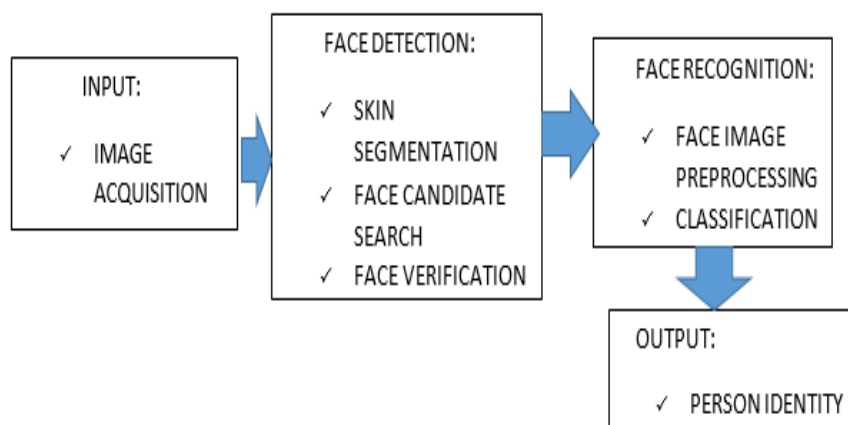 INPUT:
✓ IMAGE
ACQUISITION
FACE DETECTION:
✓ SKIN
SEGMENTATION
✓ FACE CANDIDATE
SEARCH
✓ FACE VERIFICATION
FACE RECOGNITION:
✓ FACE IMAGE
PREPROCESSING
✓ CLASSIFICATION
OUTPUT:
✓ PERSON IDENTITY